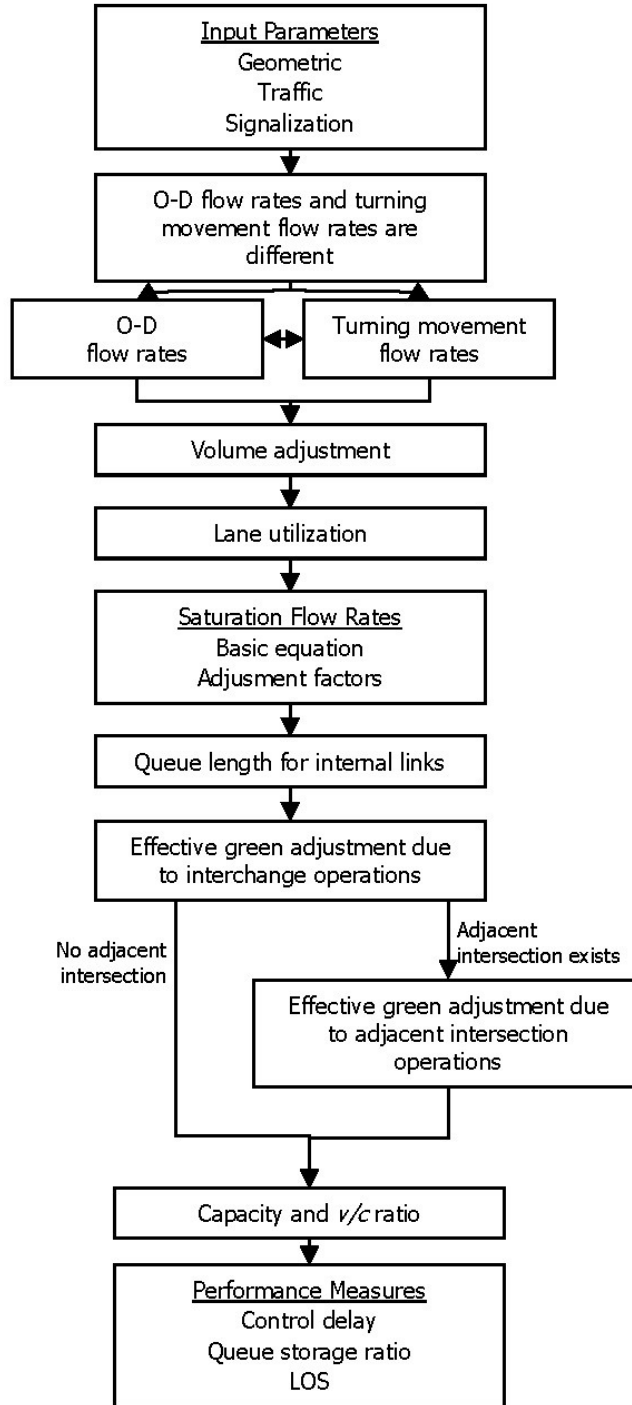 Input Parameters
Geometric
Traffic
Signalization
O-D flow rates and turning
movement flow rates are
different
O-D
flow rates
Turning movement
flow rates
Volume adjustment
Lane utilization
Saturation Flow Rates
Basic equation
Adjusment factors
Queue length for internal links
Effective green adjustment due
to interchange operations
No adjacent
intersection
Adjacent
intersection exists
Effective green adjustment due
to adjacent intersection
operations
Capacity and v/c ratio
Performance Measures
Control delay
Queue storage ratio
LOS